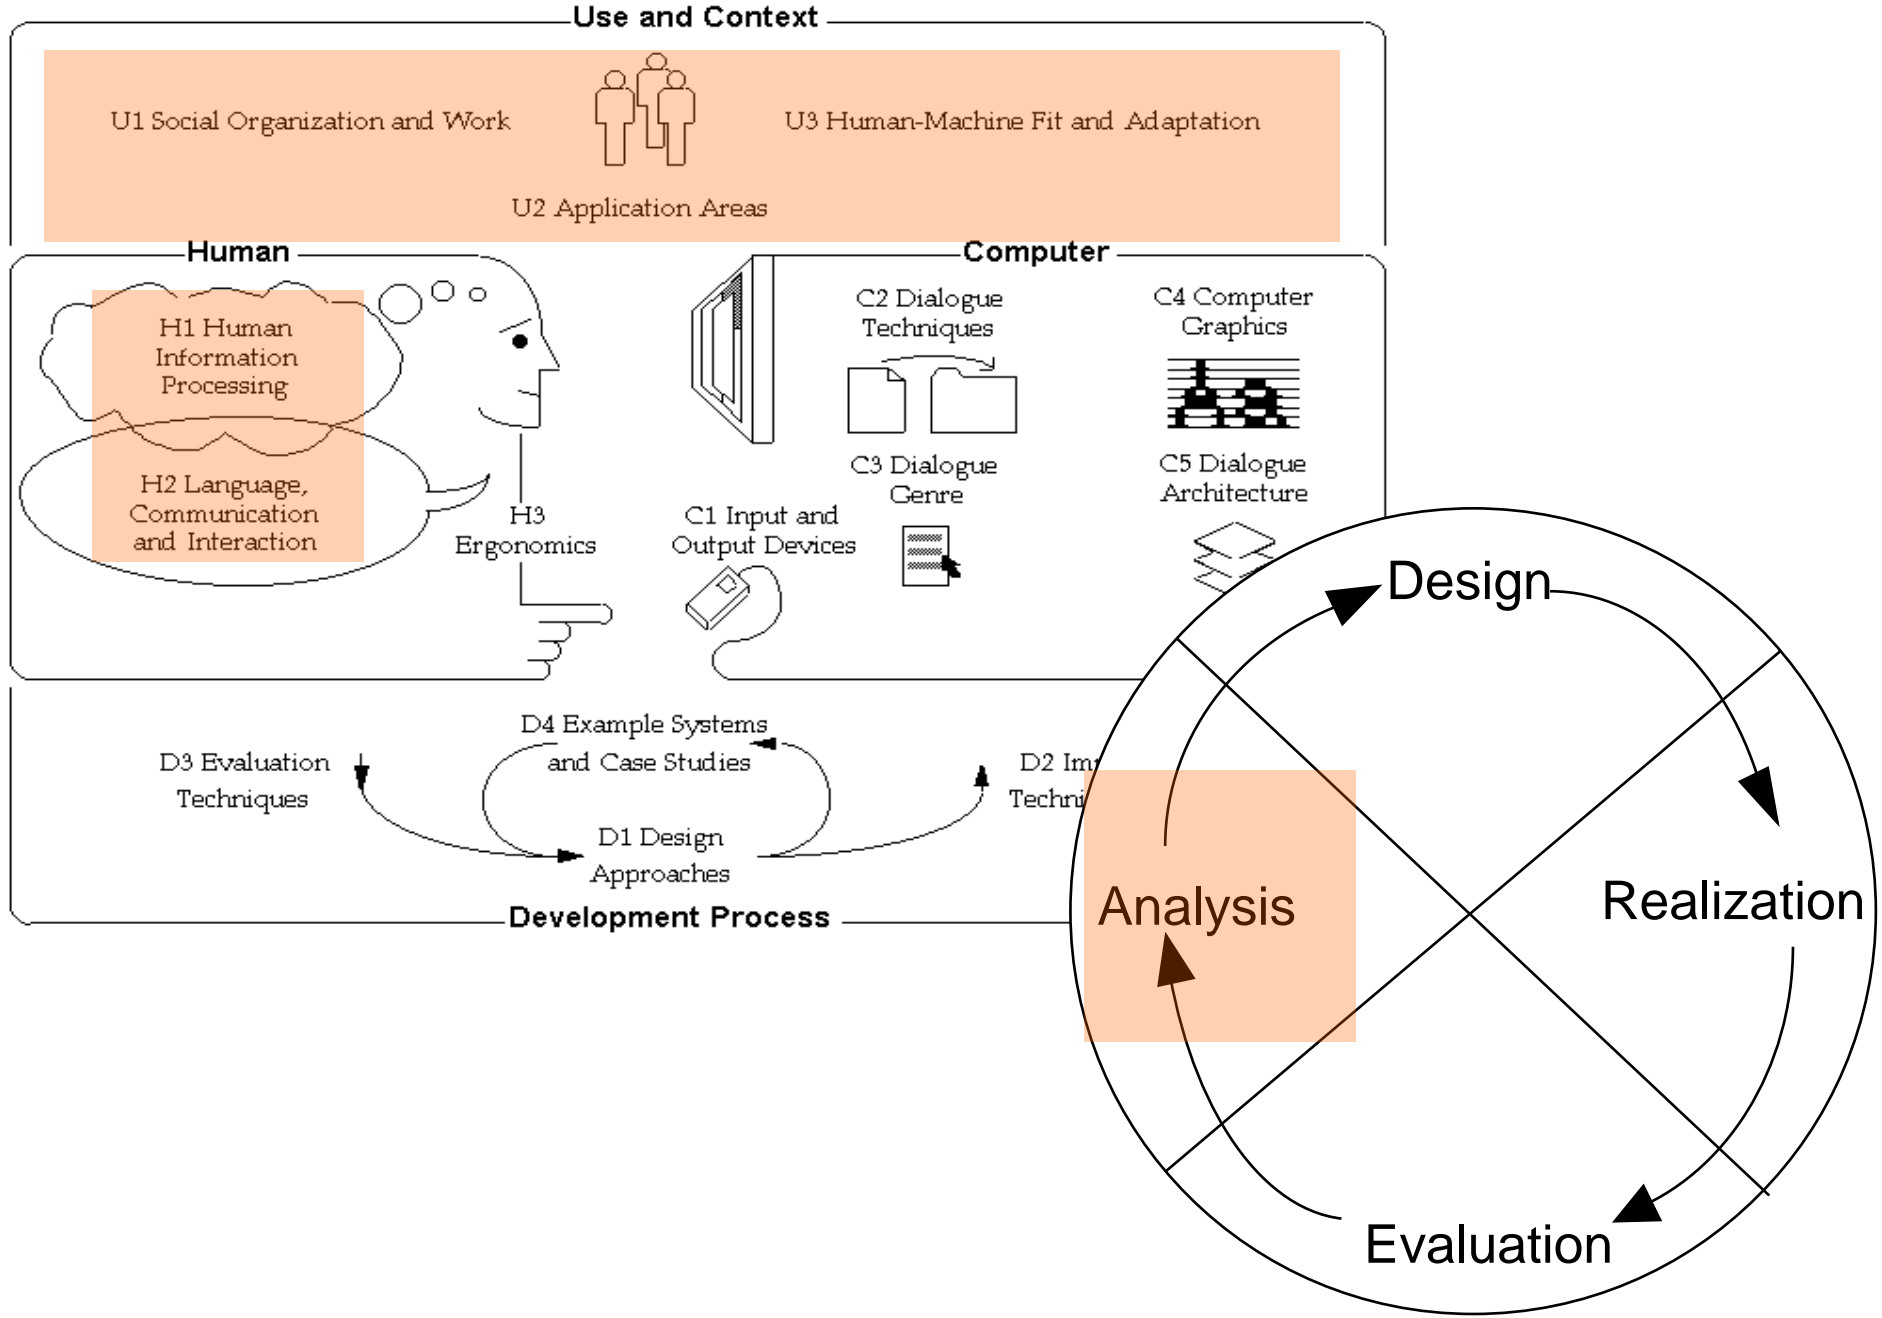 Use and Context
U1 Social Organization and Work
U3 Human-Machine Fit and Adaptation
U2 Application Areas
Human
H1 Human
Information
Processing
H2 Language,
Communication
and Interaction
H3
Ergonomics
Computer
C2 Dialogue
Techniques
C4 Computer
Graphics
C3 Dialogue
Genre
C5 Dialogue
Architecture
C1 Input and
Output Devices
D4 Example Systems
and Case Studies
D3 Evaluation
Techniques
D2
D1 Design
Approaches
Development Process
Design
Analysis
Realization
Evaluation